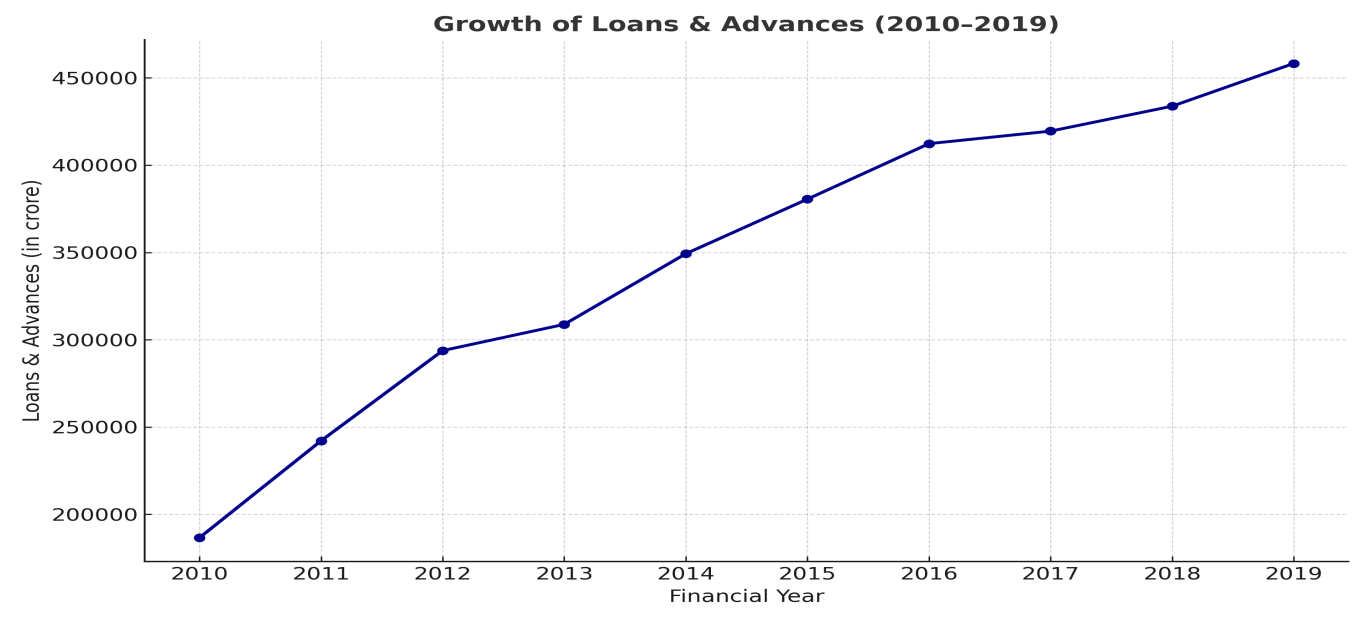 Growth of Loans & Advances (2010–2019)
Loans & Advances (in crore)
450000
400000
350000
300000
250000
200000
2010 2011 2012 2013 2014 2015 2016 2017 2018 2019
Financial Year